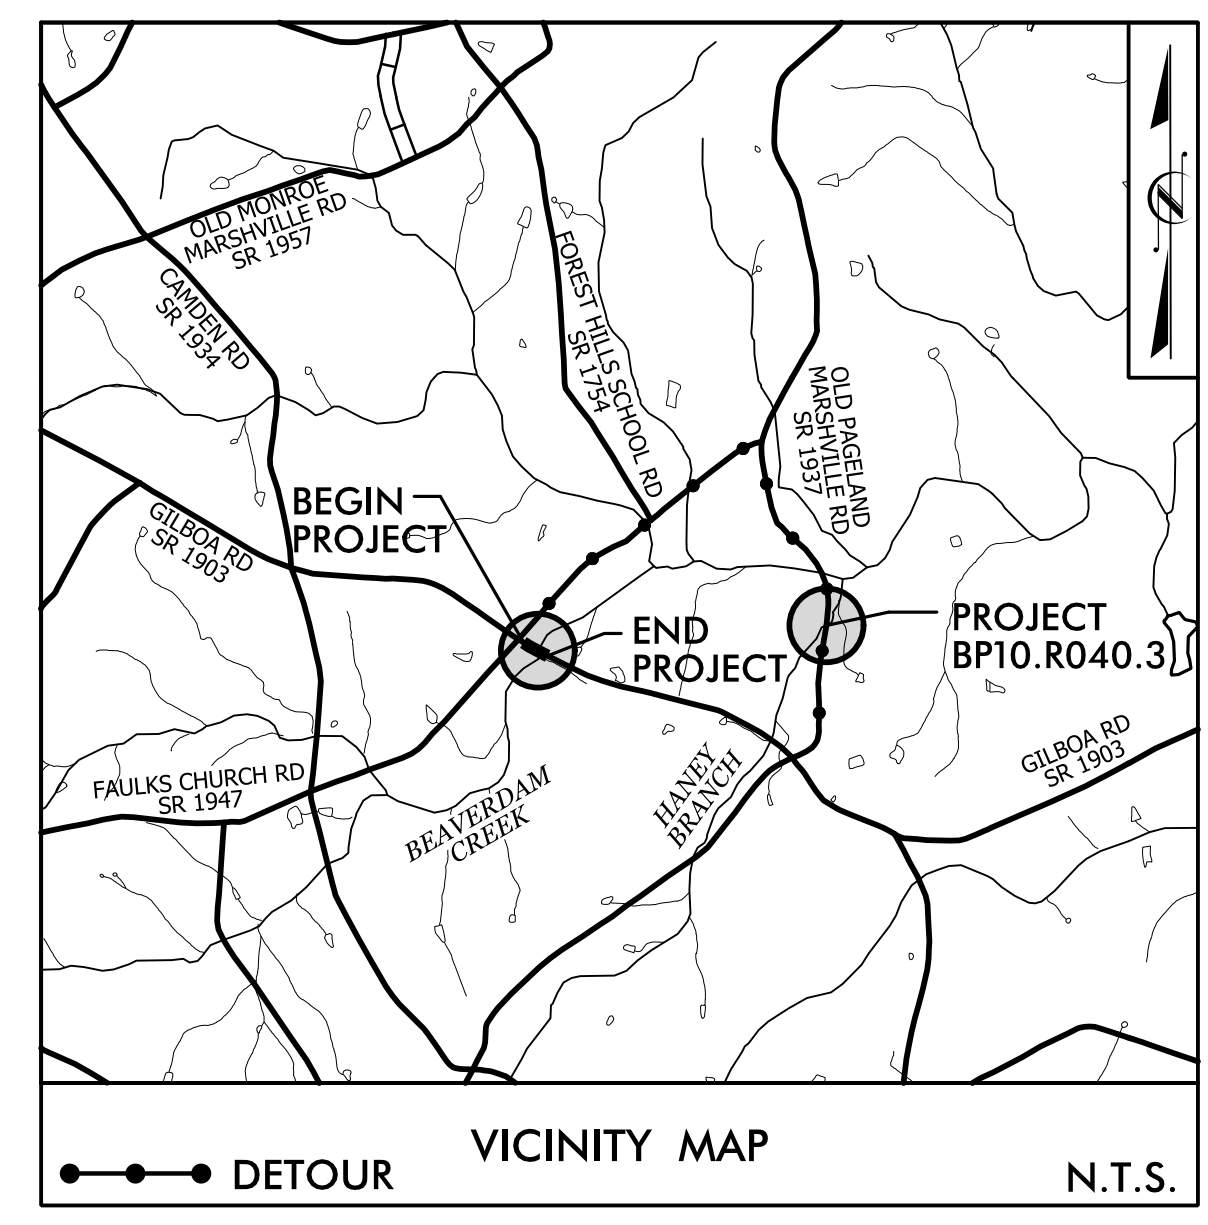 OLD MONROE
MARSHVILLE RD
SR 1957
CAMDEN RD
SR 1934
FOREST HILLS SCHOOL RD
SR 1754
OLD PAGELAND
MARSHVILLE RD
SR 1937
BEGIN
PROJECT
GILBOA RD
SR 1903
END
PROJECT
PROJECT
BP10.R040.3
GILBOA RD
SR 1903
FAULKS CHURCH RD
SR 1947
BEAVERDAM
CREEK
HANEY
BRANCH
N
VICINITY MAP
DETOUR
N.T.S.